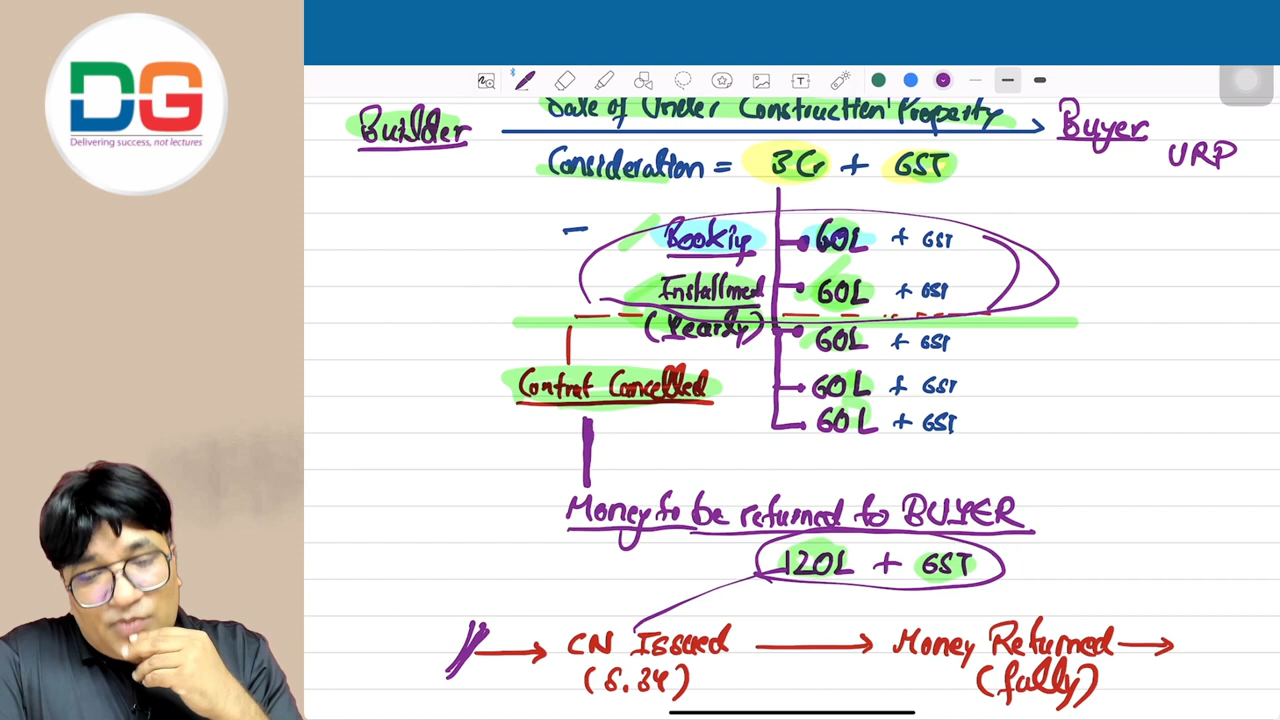 DG
Delivering success, not lectures
Sale of Under Construction Property
Builder
Buyer
URP
Consideration = 3 Cr + GST
Booking 60L + GST
Installment 60L + GST
(Yearly) 60L + GST
Contract Cancelled 60L + GST
60L + GST
Money to be returned to BUYER
120L + GST
CN Issued
(S.34)
Money Returned
(fully)